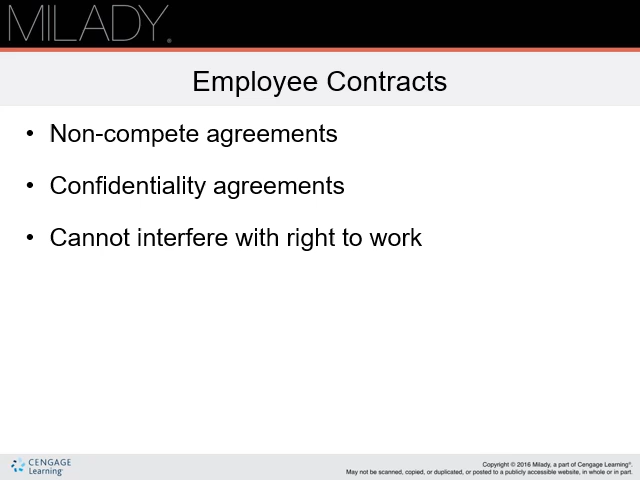 MILADY.
Employee Contracts
• Non-compete agreements
• Confidentiality agreements
• Cannot interfere with right to work
CENGAGE
Learning
Copyright © 2016 Milady, a part of Cengage Learning®.
May not be scanned, copied, or duplicated, or posted to a publicly accessible website, in whole or in part.